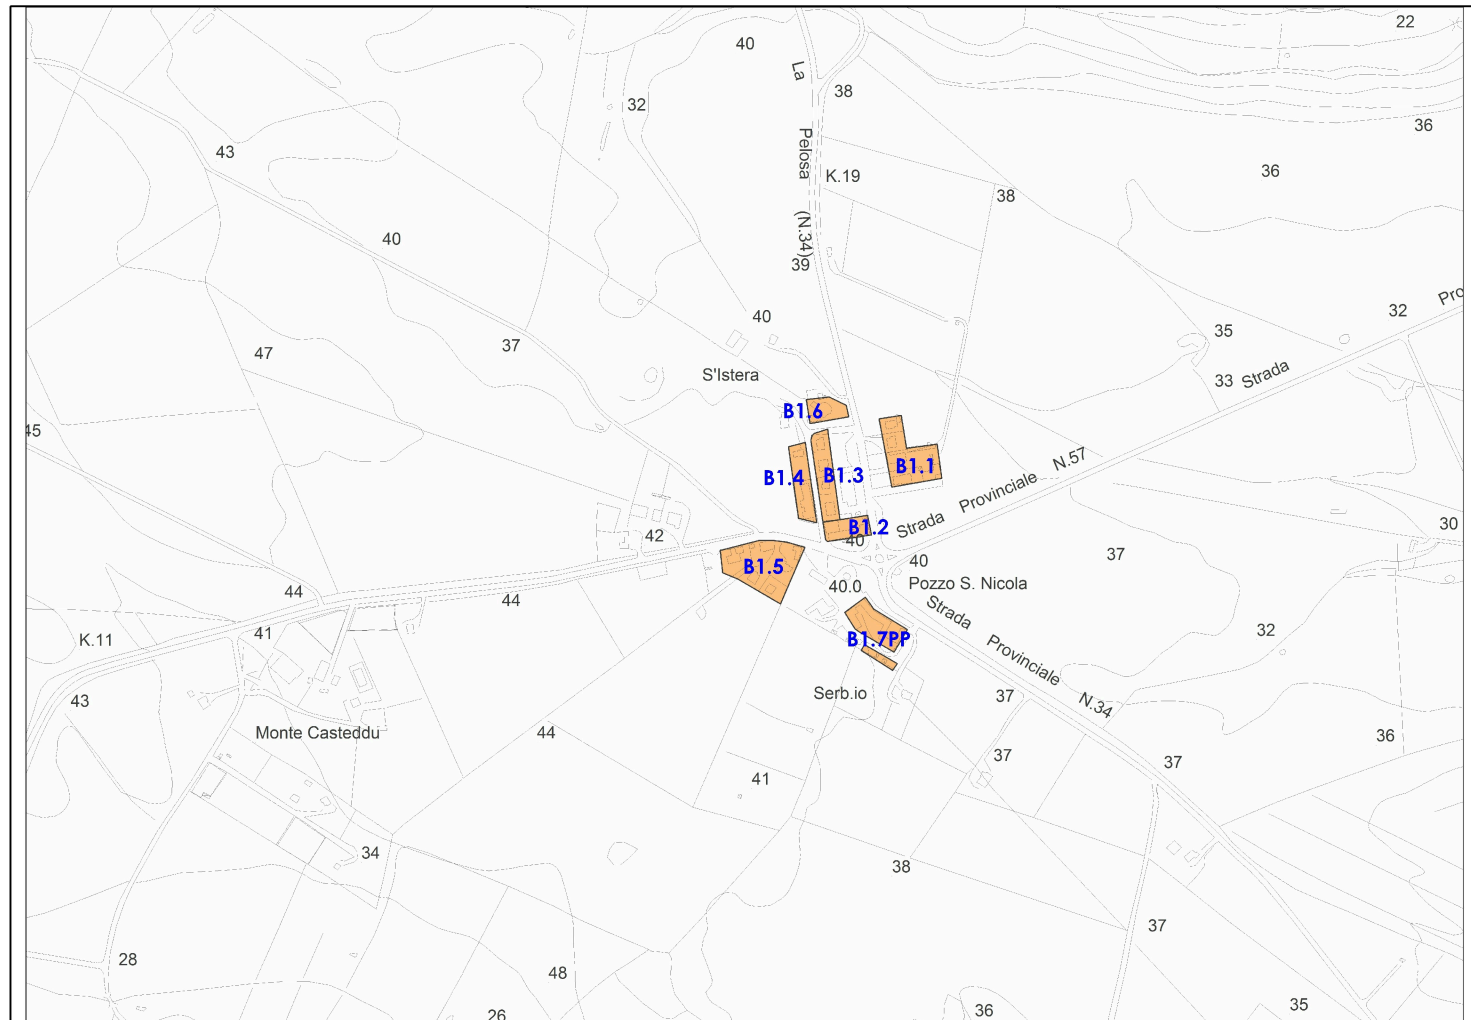 22
40
La
38
32
36
43
Pelosa
36
K.19
38
40
(N.34)
39
Pro
32
40
35
37
47
S'Istera
33
Strada
B1.6
45
N.57
B1.1
B1.4
B1.3
Provinciale
Strada
B1.2
30
42
40
37
40
B1.5
Pozzo S. Nicola
40.0
44
44
Strada
32
41
K.11
B1.7PP
Provinciale
Serb.io
37
43
N.34
Monte Casteddu
44
36
37
37
41
34
38
37
28
48
35
36
26